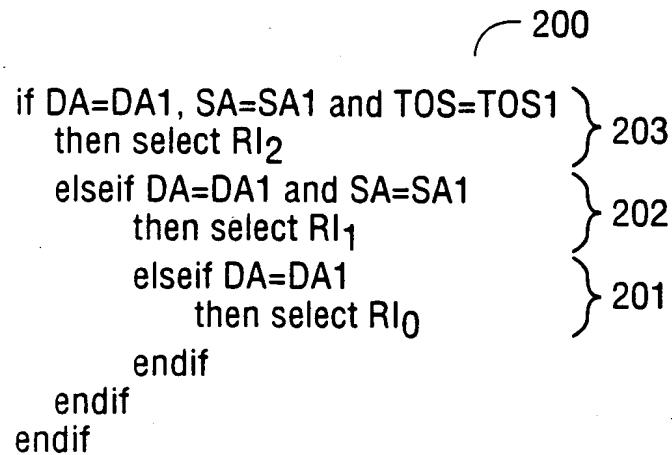 200
if DA=DA1, SA=SA1 and TOS=TOS1
then select RI2
203
elseif DA=DA1 and SA=SA1
then select RI1
202
elseif DA=DA1
then select RI0
201
endif
endif
endif